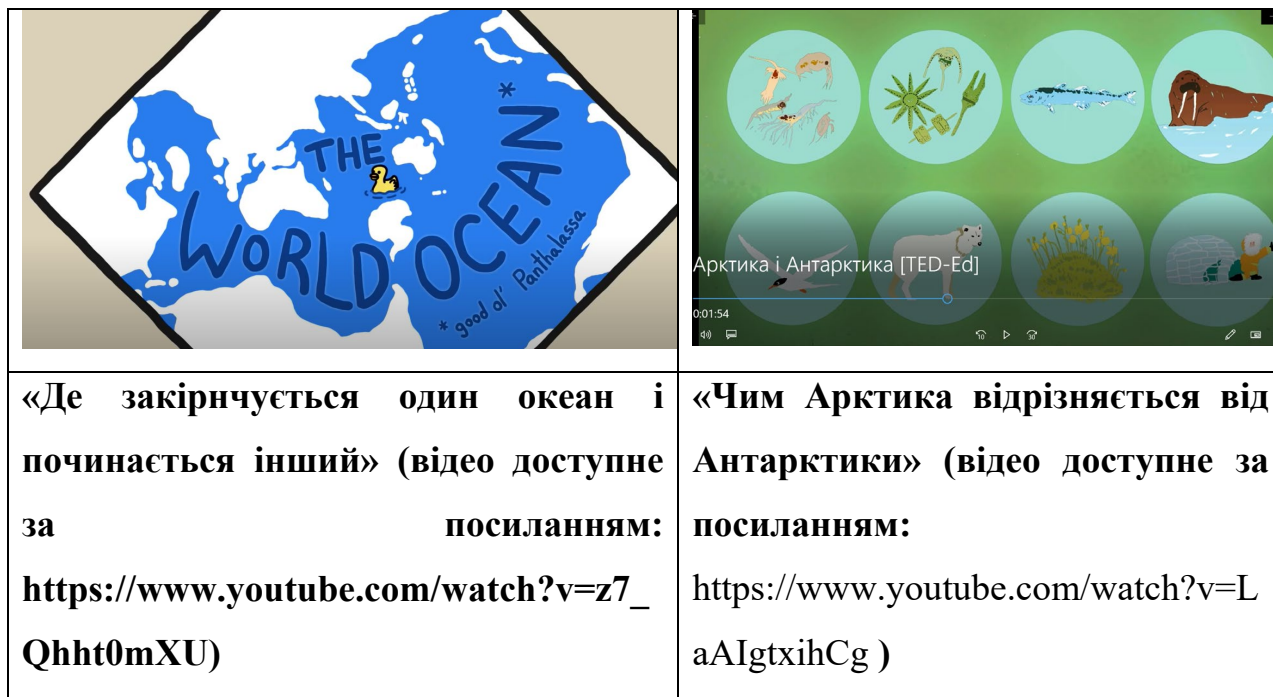 THE
WORLD OCEAN*
* good ol' Panthalassa
Арктика і Антарктика [TED-Ed]
0:01:54
10
30
«Де закірнчується один океан і
починається інший» (відео доступне
за посиланням:
https://www.youtube.com/watch?v=z7_
Qhht0mXU)
«Чим Арктика відрізняється від
Антарктики» (відео доступне за
посиланням:
https://www.youtube.com/watch?v=L
aAIgtxihCg )